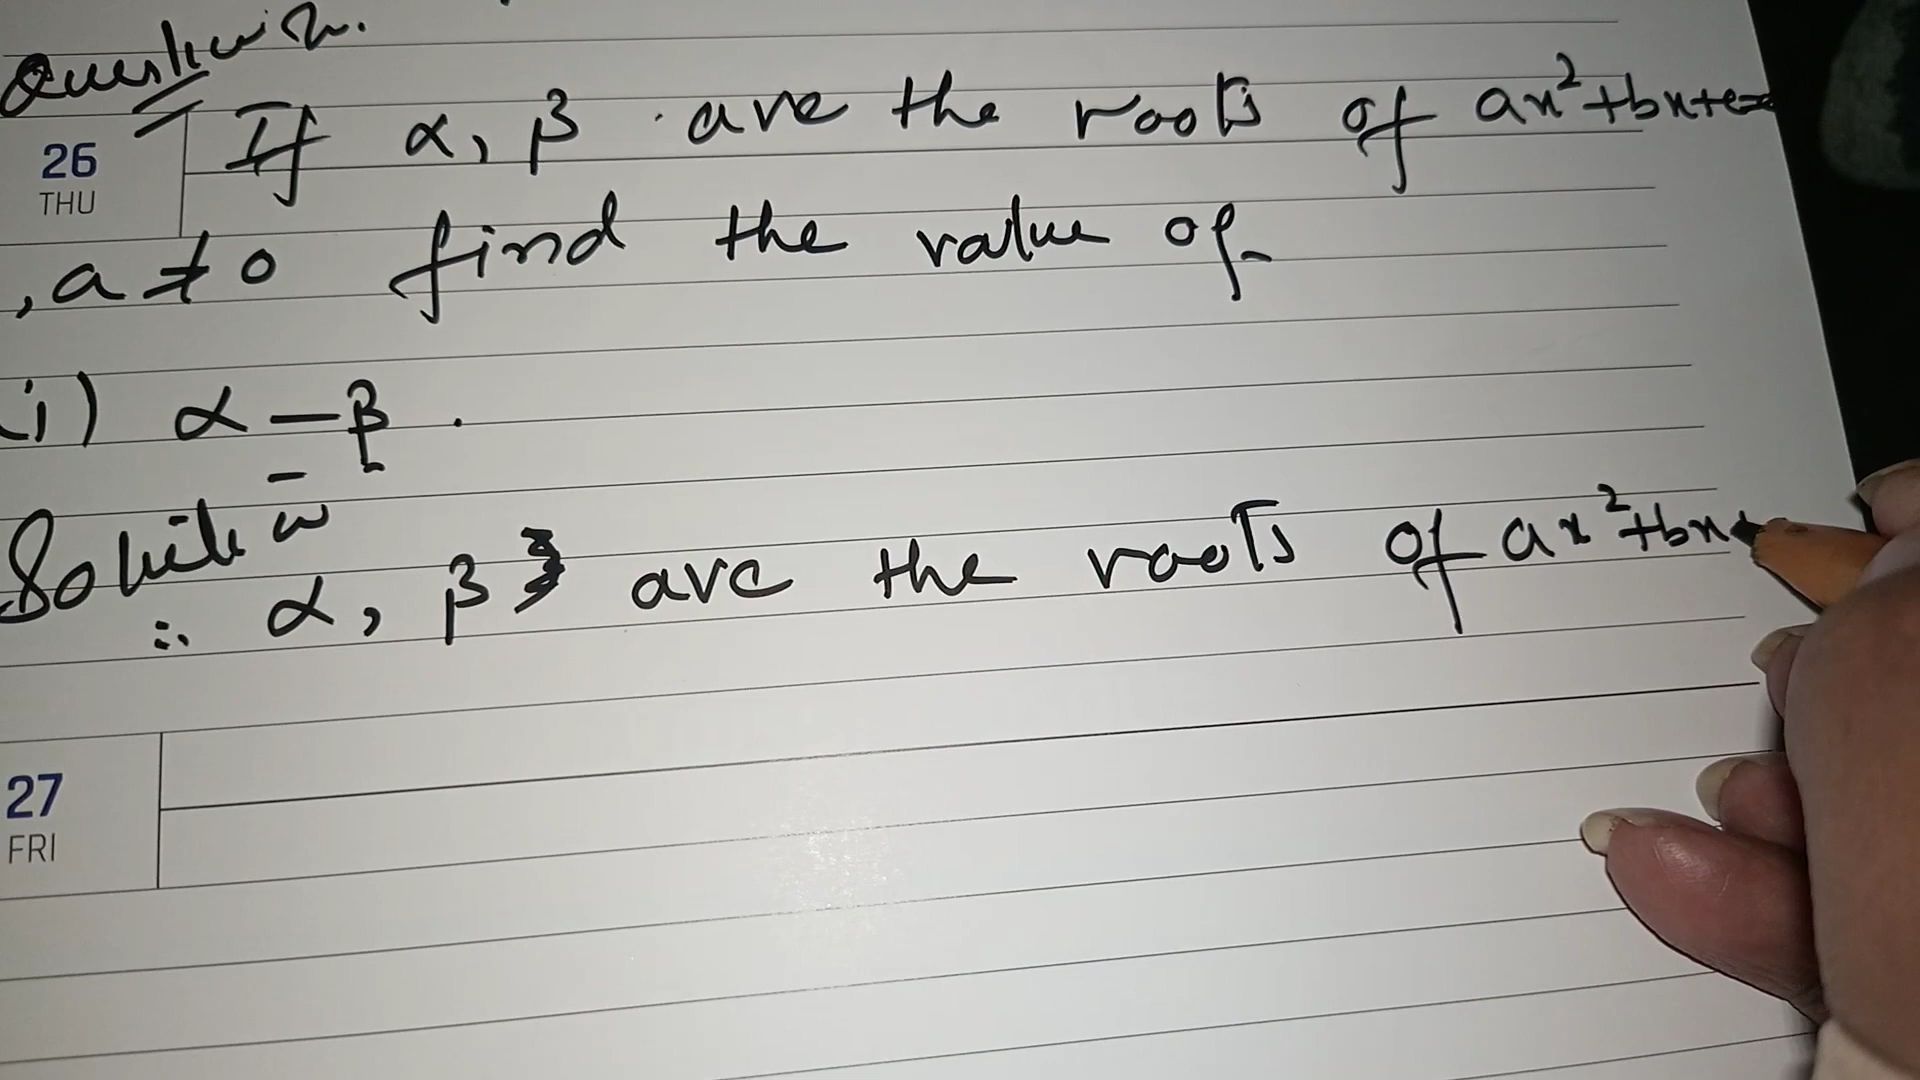 Question.
If α, β are the roots of ax²+bx+c=
26
THU
, a ≠ 0 find the value of
i) α – β.
Solution
∴ α, β are the roots of ax²+bx+
27
FRI